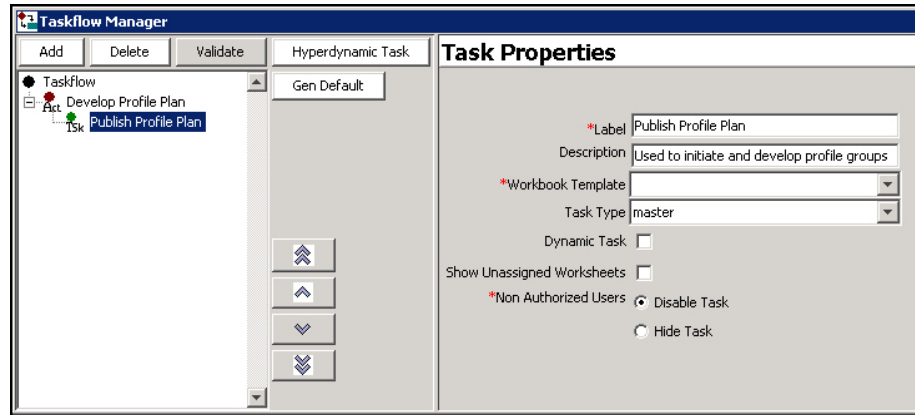 Taskflow Manager
Add Delete Validate Hyperdynamic Task
Gen Default
Taskflow
Act Develop Profile Plan
Tsk Publish Profile Plan
Task Properties
*Label Publish Profile Plan
Description Used to initiate and develop profile groups
*Workbook Template
Task Type master
Dynamic Task
Show Unassigned Worksheets
*Non Authorized Users Disable Task
Hide Task